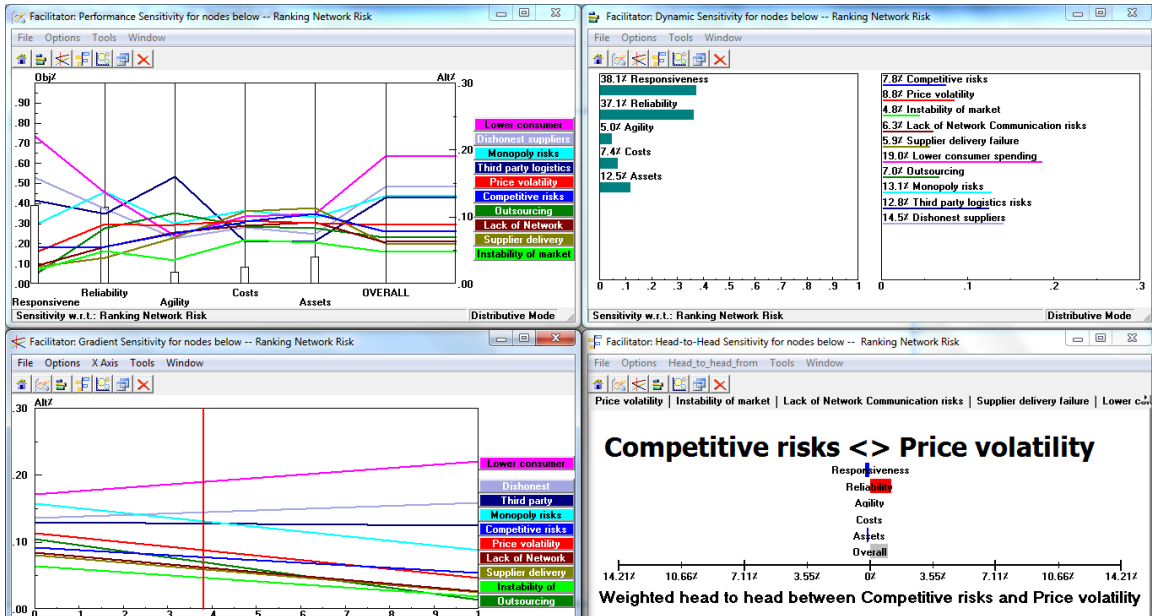 Facilitator: Performance Sensitivity for nodes below -- Ranking Network Risk
File Options Tools Window
Obj% Alt%
.90
.80
.70
.60
.50
.40
.30
.20
.10
.00
.30
.20
.10
.00
Lower consumer
Dishonest suppliers
Monopoly risks
Third party logistics
Price volatility
Competitive risks
Outsourcing
Lack of Network
Supplier delivery
Instability of market
Responsivene Reliability Agility Costs Assets OVERALL
Sensitivity w.r.t.: Ranking Network Risk Distributive Mode
Facilitator: Dynamic Sensitivity for nodes below -- Ranking Network Risk
File Options Tools Window
38.1% Responsiveness
37.1% Reliability
5.0% Agility
7.4% Costs
12.5% Assets
0 .1 .2 .3 .4 .5 .6 .7 .8 .9 1
7.8% Competitive risks
8.8% Price volatility
4.8% Instability of market
6.3% Lack of Network Communication risks
5.9% Supplier delivery failure
19.0% Lower consumer spending
7.0% Outsourcing
13.1% Monopoly risks
12.8% Third party logistics risks
14.5% Dishonest suppliers
0 .1 .2 .3
Sensitivity w.r.t.: Ranking Network Risk Distributive Mode
Facilitator: Gradient Sensitivity for nodes below -- Ranking Network Risk
File Options X Axis Tools Window
Alt%
.30
.20
.10
.00
Lower consumer
Dishonest
Third party
Monopoly risks
Competitive risks
Price volatility
Lack of Network
Supplier delivery
Instability of
Outsourcing
0 .1 .2 .3 .4 .5 .6 .7 .8 .9 1
Facilitator: Head-to-Head Sensitivity for nodes below -- Ranking Network Risk
File Options Head_to_head_from Tools Window
Price volatility | Instability of market | Lack of Network Communication risks | Supplier delivery failure | Lower
Competitive risks <> Price volatility
Responsiveness
Reliability
Agility
Costs
Assets
Overall
14.21% 10.66% 7.11% 3.55% 0% 3.55% 7.11% 10.66% 14.21%
Weighted head to head between Competitive risks and Price volatility